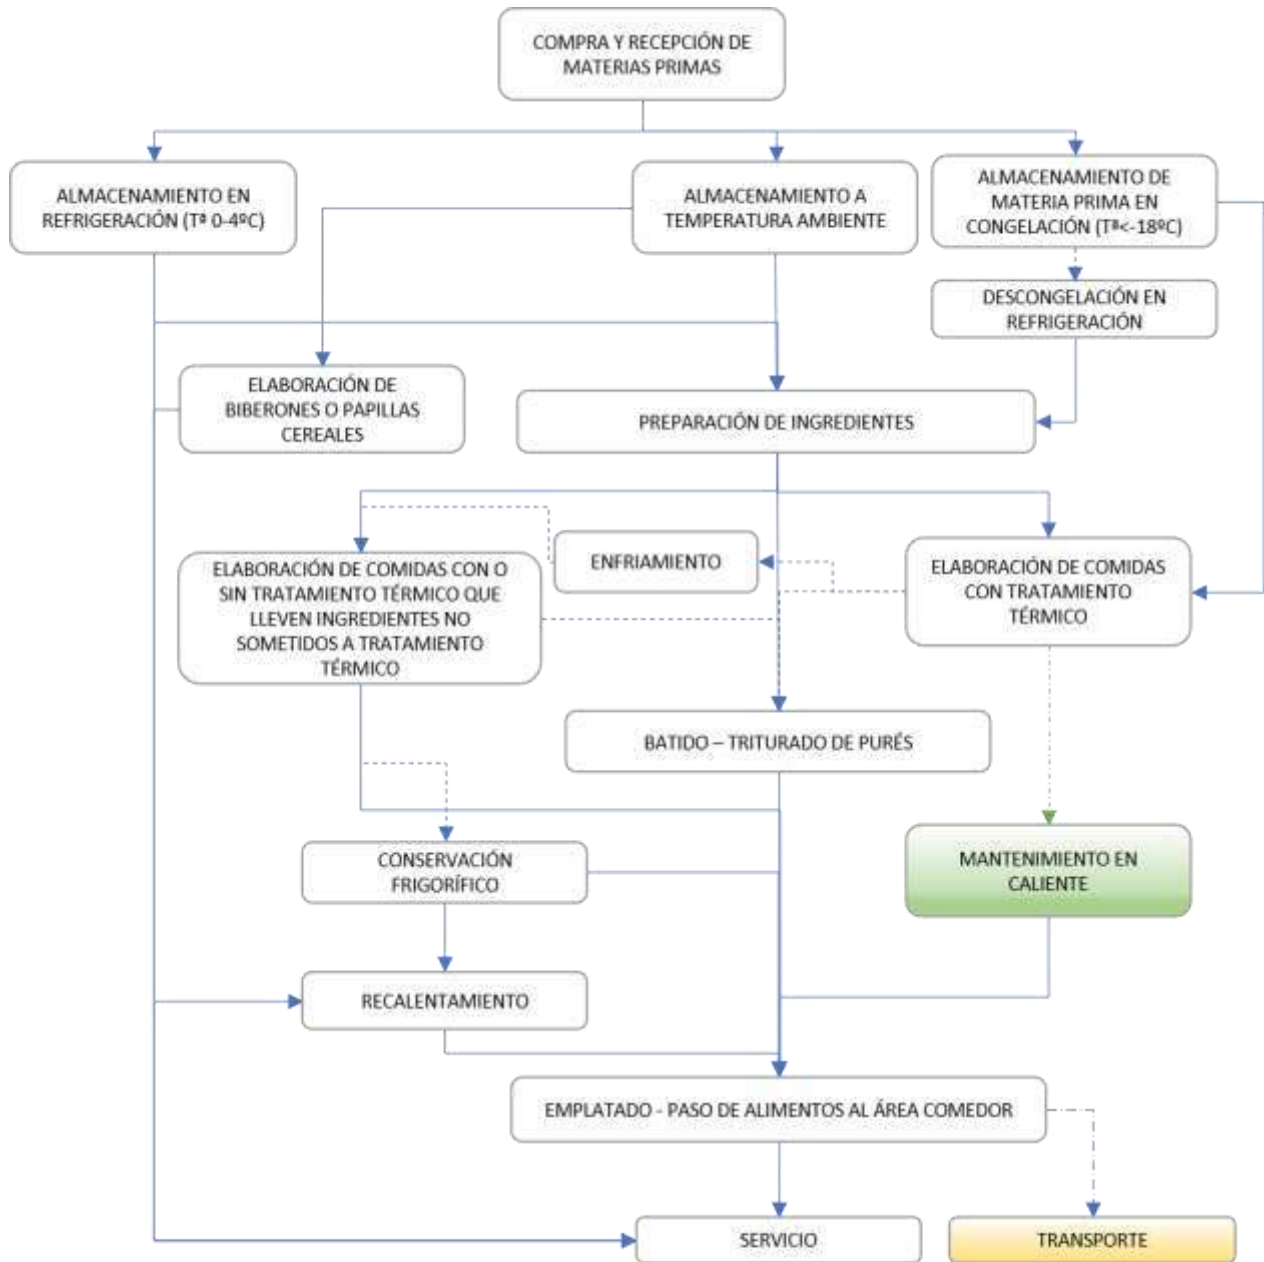 COMPRA Y RECEPCIÓN DE
MATERIAS PRIMAS
ALMACENAMIENTO EN
REFRIGERACIÓN (Tª 0-4ºC)
ALMACENAMIENTO A
TEMPERATURA AMBIENTE
ALMACENAMIENTO DE
MATERIA PRIMA EN
CONGELACIÓN (Tª<-18ºC)
DESCONGELACIÓN EN
REFRIGERACIÓN
ELABORACIÓN DE
BIBERONES O PAPILLAS
CEREALES
PREPARACIÓN DE INGREDIENTES
ENFRIAMIENTO
ELABORACIÓN DE COMIDAS CON O
SIN TRATAMIENTO TÉRMICO QUE
LLEVEN INGREDIENTES NO
SOMETIDOS A TRATAMIENTO
TÉRMICO
ELABORACIÓN DE COMIDAS
CON TRATAMIENTO
TÉRMICO
BATIDO – TRITURADO DE PURÉS
CONSERVACIÓN
FRIGORÍFICO
MANTENIMIENTO EN
CALIENTE
RECALENTAMIENTO
EMPLATADO - PASO DE ALIMENTOS AL ÁREA COMEDOR
SERVICIO
TRANSPORTE